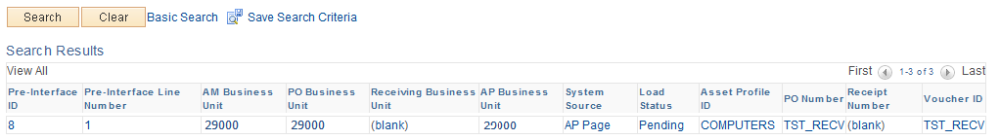 Search Clear Basic Search Save Search Criteria
Search Results
View All First 1-3 of 3 Last
Pre-Interface ID Pre-Interface Line Number AM Business Unit PO Business Unit Receiving Business Unit AP Business Unit System Source Load Status Asset Profile ID PO Number Receipt Number Voucher ID
8 1 29000 29000 (blank) 29000 AP Page Pending COMPUTERS TST_RECV (blank) TST_RECV